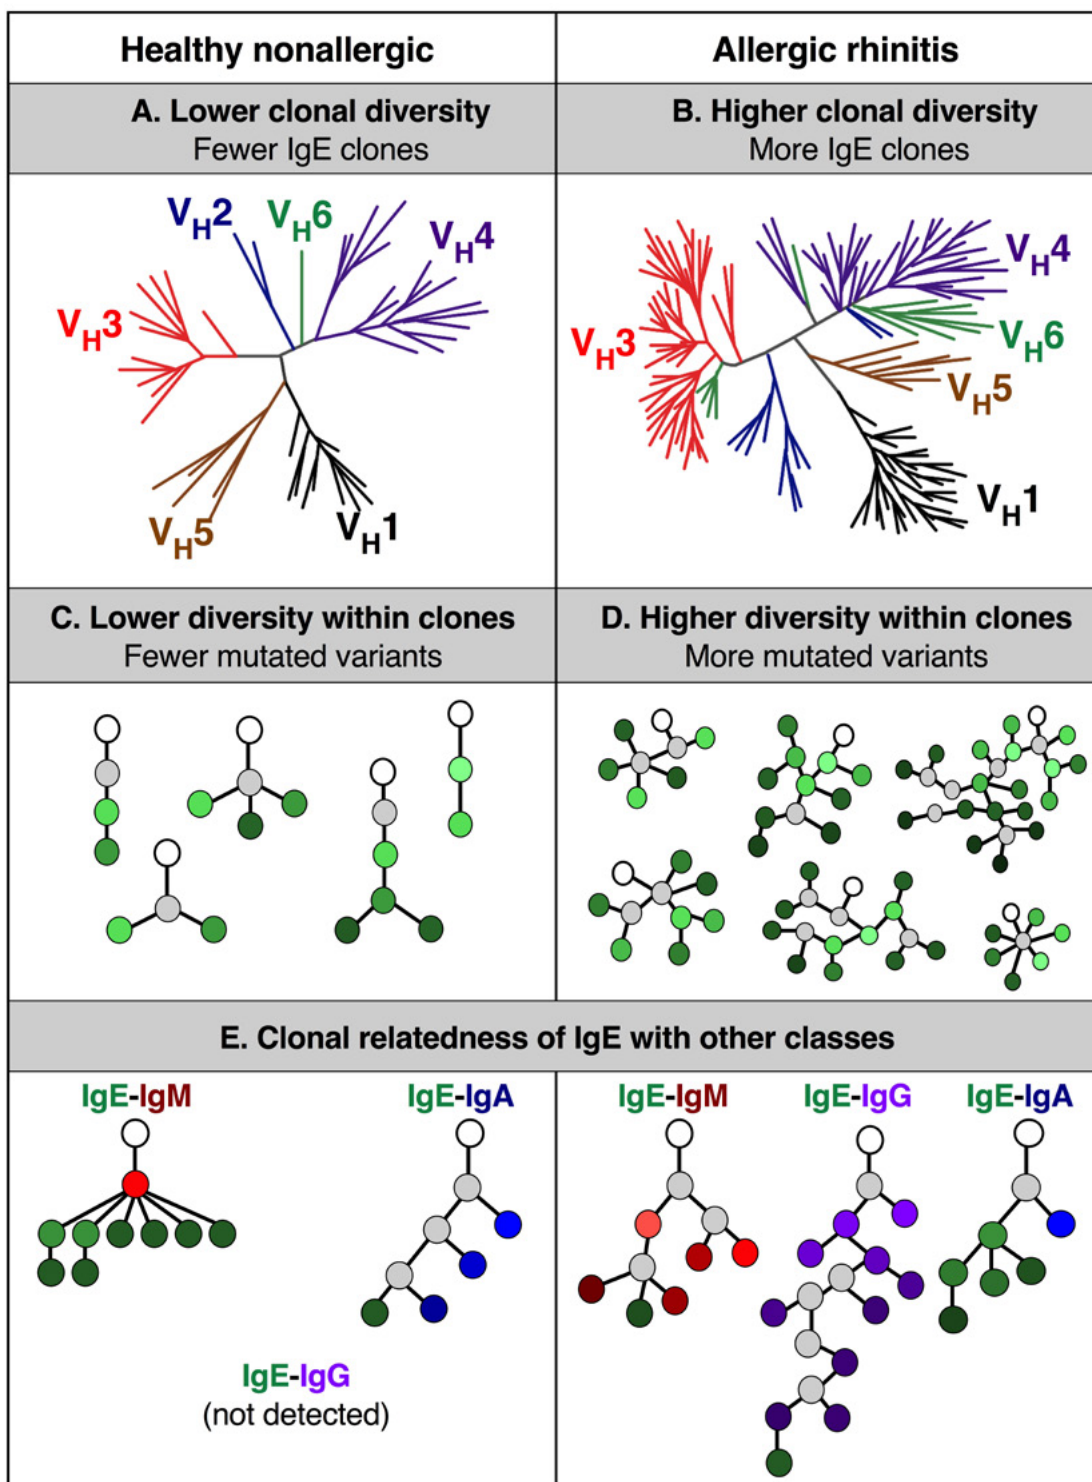 Healthy nonallergic
Allergic rhinitis
A. Lower clonal diversity
Fewer IgE clones
B. Higher clonal diversity
More IgE clones
VH2
VH6
VH4
VH3
VH5
VH1
VH4
VH6
VH3
VH5
VH1
C. Lower diversity within clones
Fewer mutated variants
D. Higher diversity within clones
More mutated variants
E. Clonal relatedness of IgE with other classes
IgE-IgM
IgE-IgA
IgE-IgG
(not detected)
IgE-IgM
IgE-IgG
IgE-IgA